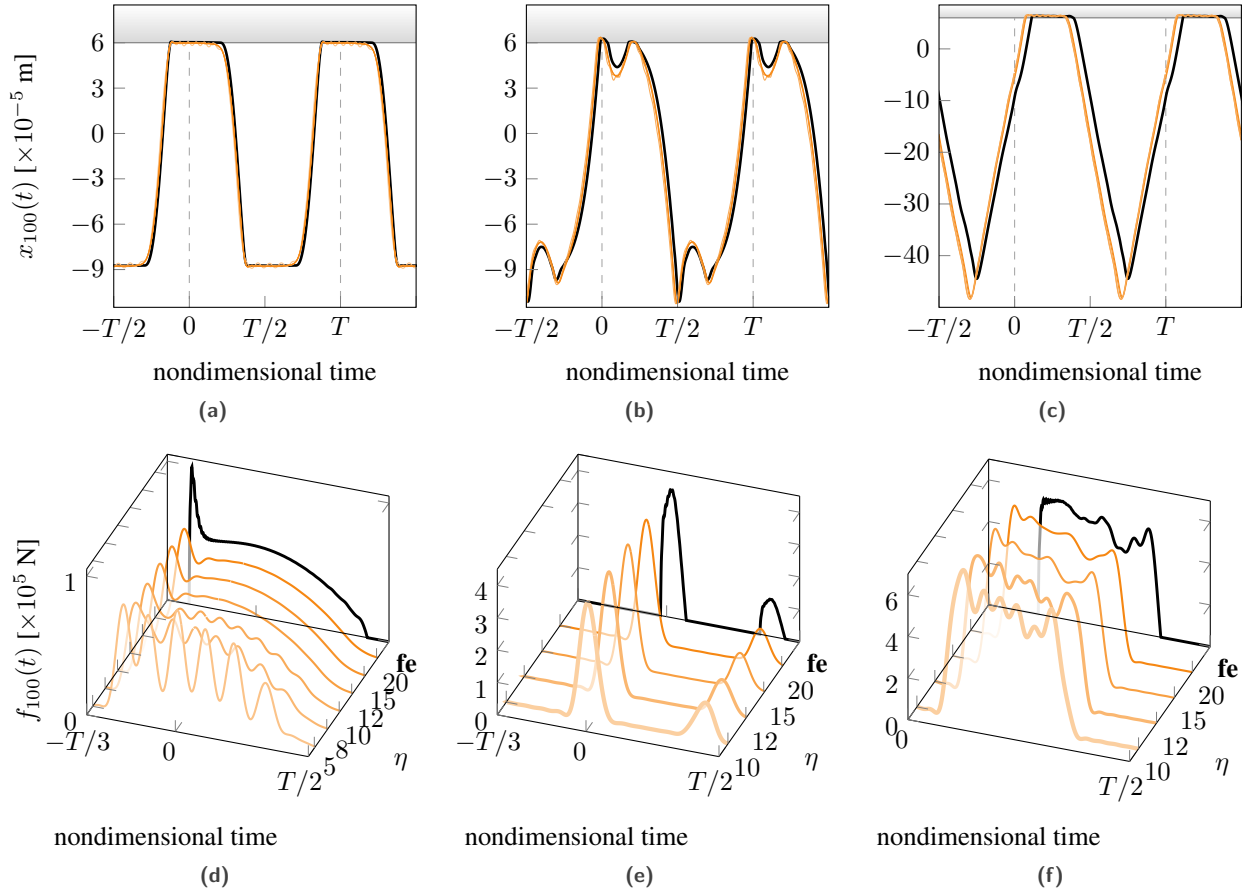 x₁₀₀(t) [×10⁻⁵ m]
6
3
0
−3
−6
−9
−T/2
0
T/2
T
nondimensional time
(a)
6
3
0
−3
−6
−9
−T/2
0
T/2
T
nondimensional time
(b)
0
−10
−20
−30
−40
−T/2
0
T/2
T
nondimensional time
(c)
f₁₀₀(t) [×10⁵ N]
1
0
−T/3
0
T/2
5
8
10
12
15
20
fe
η
nondimensional time
(d)
4
3
2
1
0
−T/3
0
T/2
10
12
15
20
fe
η
nondimensional time
(e)
6
4
2
0
0
T/2
10
12
15
20
fe
η
nondimensional time
(f)